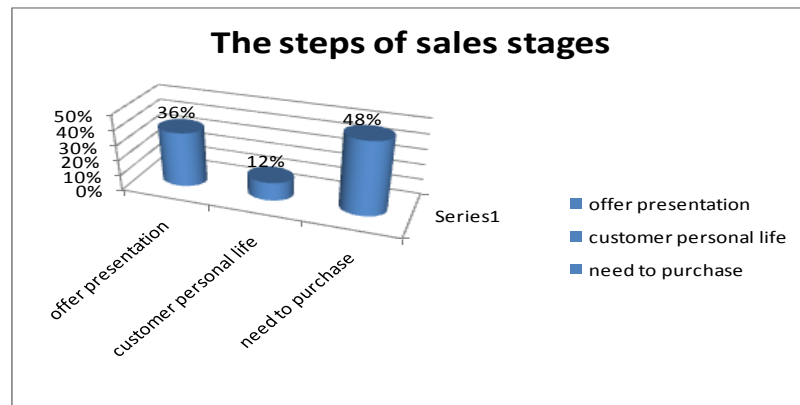 The steps of sales stages
50%
40%
30%
20%
10%
0%
36%
12%
48%
offer presentation
customer personal life
need to purchase
Series1
offer presentation
customer personal life
need to purchase